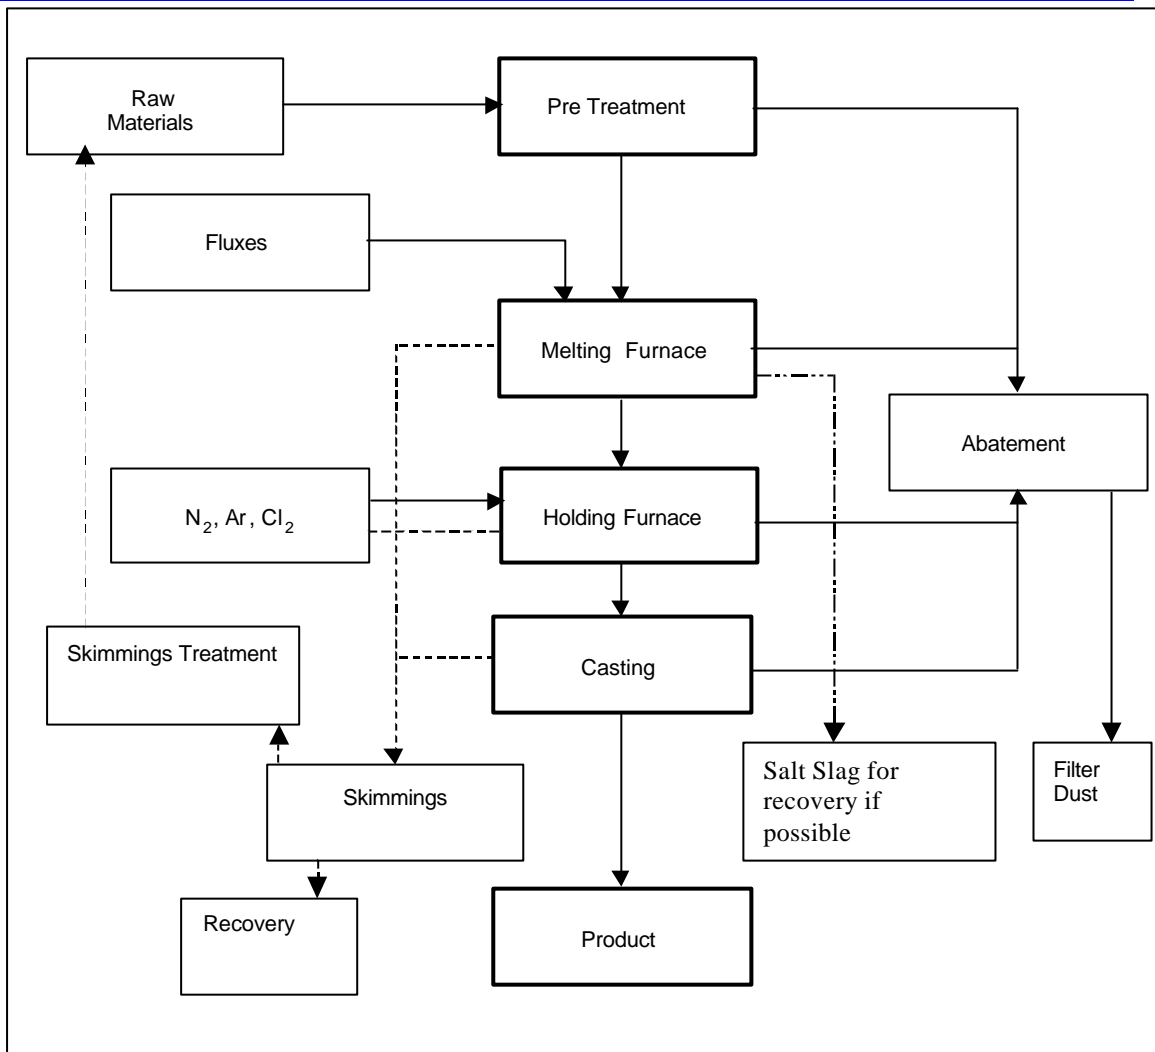 Raw
Materials
Pre Treatment
Fluxes
Melting Furnace
Abatement
N₂, Ar, Cl₂
Holding Furnace
Skimmings Treatment
Casting
Skimmings
Salt Slag for
recovery if
possible
Filter
Dust
Recovery
Product